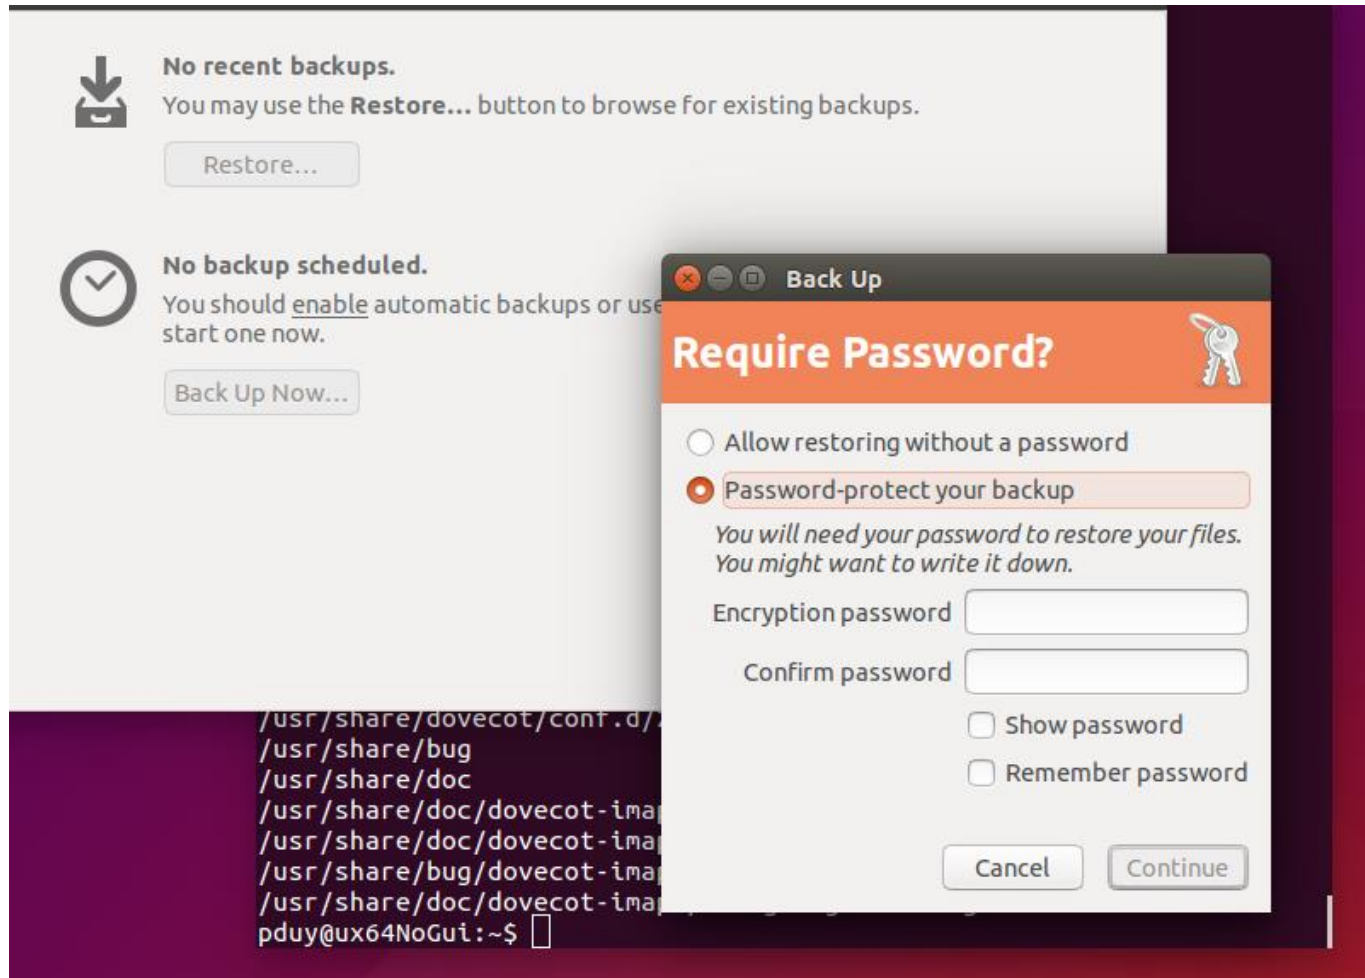 No recent backups.
You may use the Restore... button to browse for existing backups.
Restore...
No backup scheduled.
You should enable automatic backups or use
start one now.
Back Up Now...
Back Up
Require Password?
Allow restoring without a password
Password-protect your backup
You will need your password to restore your files.
You might want to write it down.
Encryption password
Confirm password
Show password
Remember password
Cancel
Continue
/usr/share/dovecot/conf.d/
/usr/share/bug
/usr/share/doc
/usr/share/doc/dovecot-imap
/usr/share/doc/dovecot-imap
/usr/share/bug/dovecot-imap
/usr/share/doc/dovecot-imap
pduy@ux64NoGui:~$